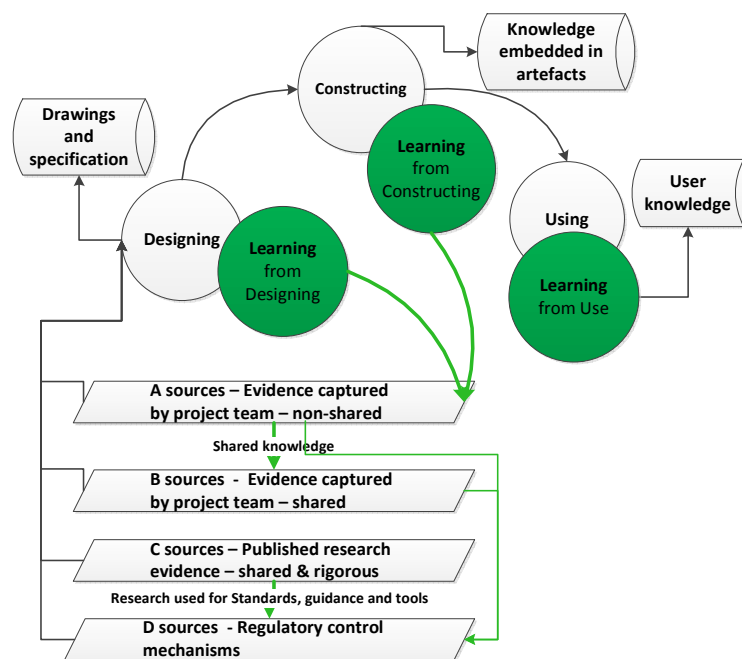 Knowledge
embedded in
artefacts
Constructing
Drawings
and
specification
Learning
from
Constructing
User
knowledge
Designing
Using
Learning
from
Designing
Learning
from Use
A sources – Evidence captured
by project team – non-shared
Shared knowledge
B sources  -  Evidence captured
by project team – shared
C sources – Published research
evidence – shared & rigorous
Research used for Standards, guidance and tools
D sources  - Regulatory control
mechanisms